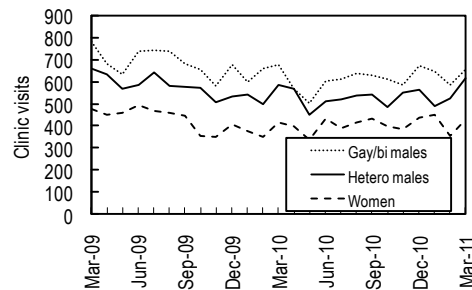 900
800
700
600
500
400
300
200
100
0
Clinic visits
Gay/bi males
Hetero males
Women
Mar-09
Jun-09
Sep-09
Dec-09
Mar-10
Jun-10
Sep-10
Dec-10
Mar-11